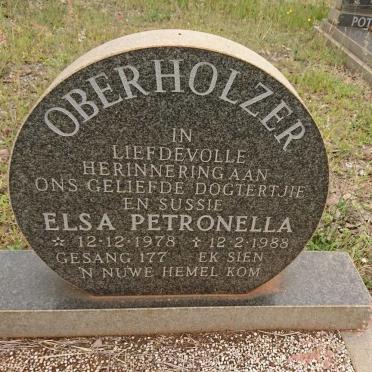 OBERHOLZER
IN
LIEFDEVOLLE
HERINNERING AAN
ONS GELIEFDE DOGTERTJIE
EN SUSSIE
ELSA PETRONELLA
☆ 12·12·1978 ✝ 12·2·1988
GESANG 177 EK SIEN
'N NUWE HEMEL KOM
POT